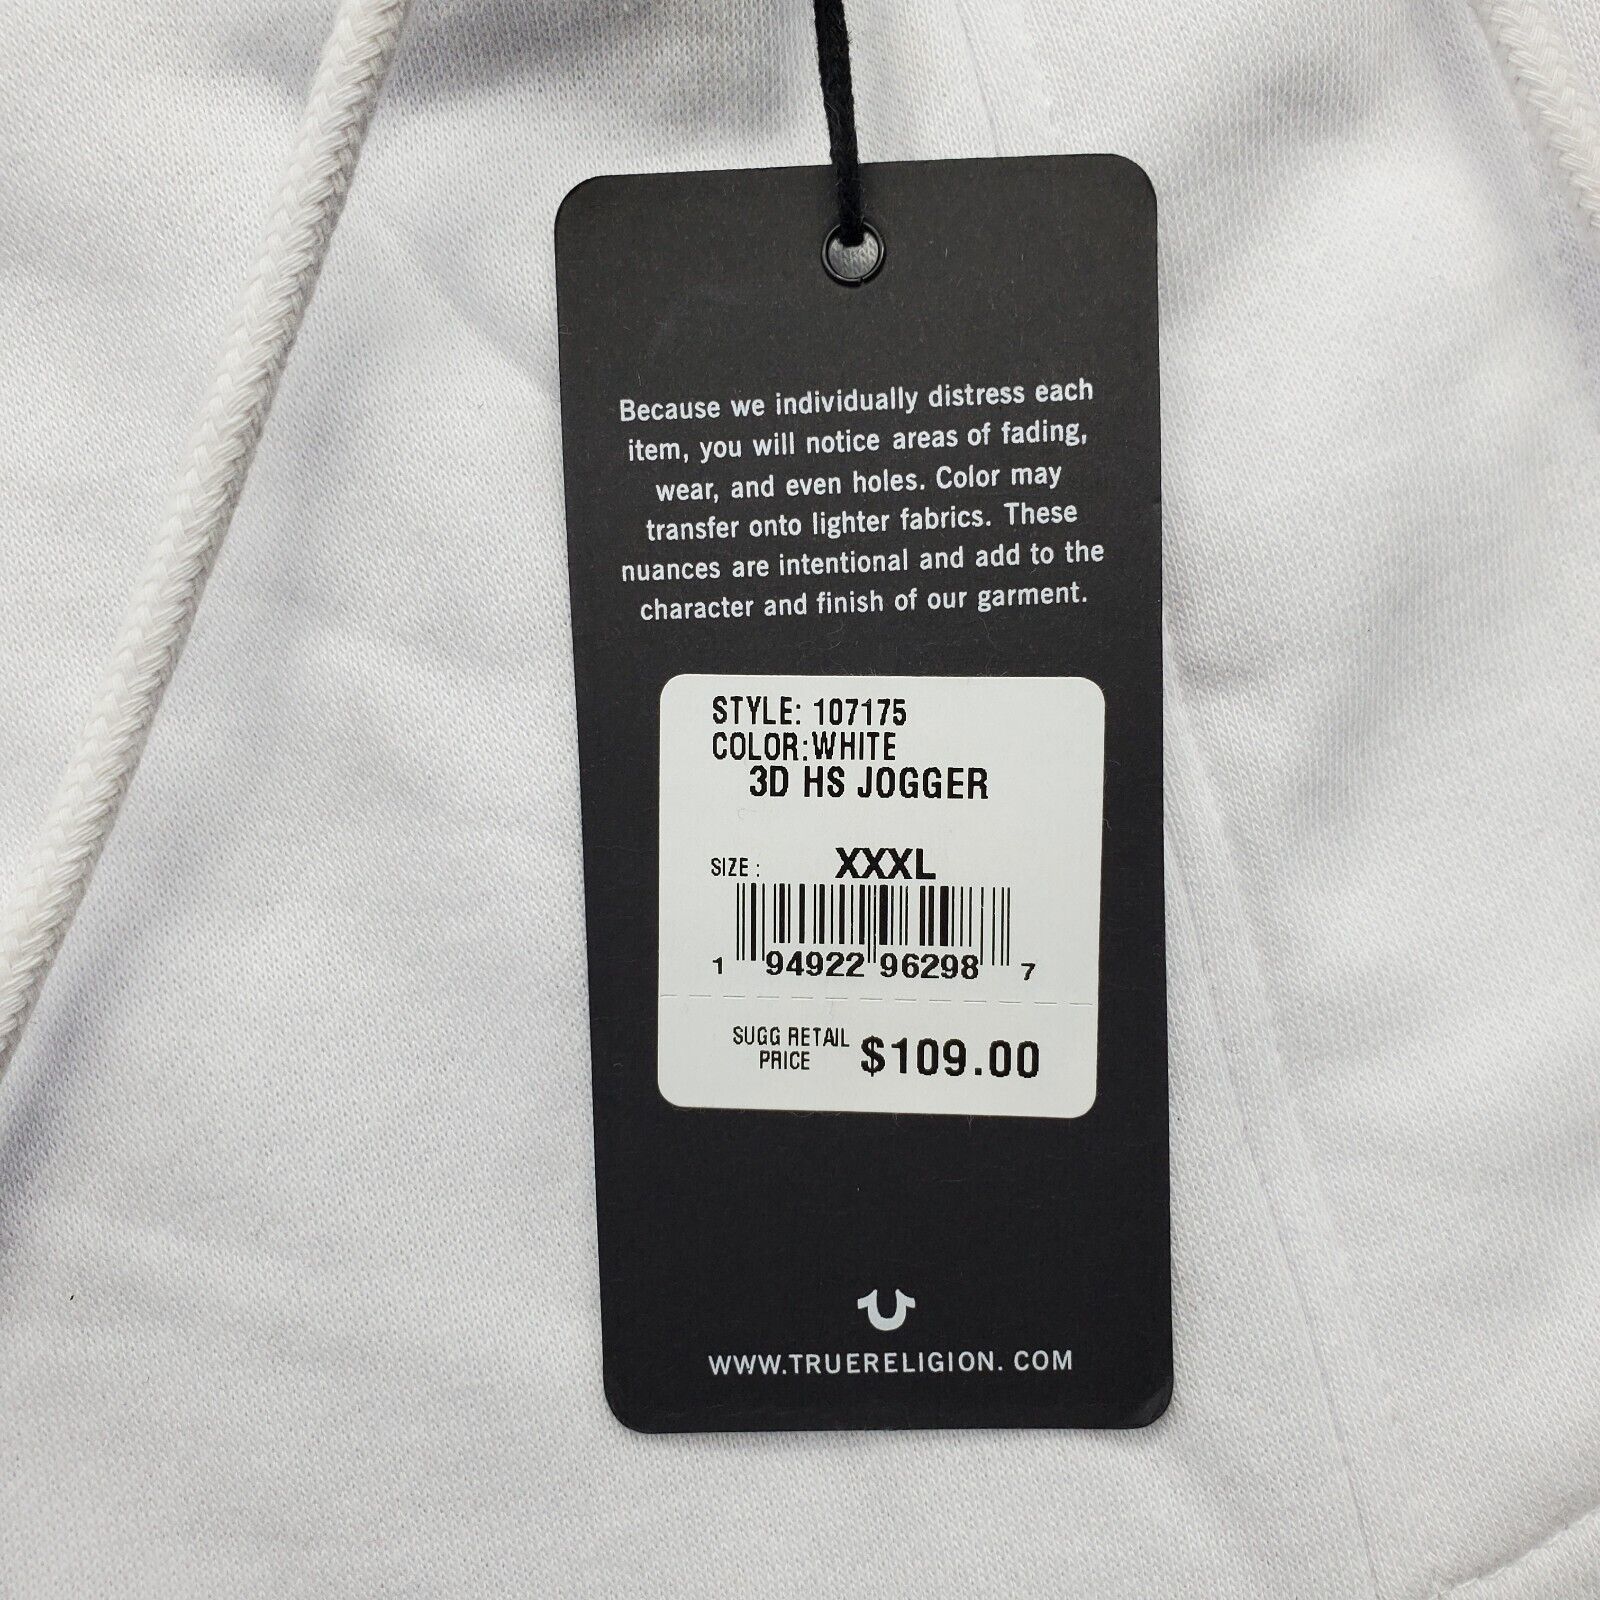 Because we individually distress each
item, you will notice areas of fading,
wear, and even holes. Color may
transfer onto lighter fabrics. These
nuances are intentional and add to the
character and finish of our garment.
STYLE: 107175
COLOR:WHITE
3D HS JOGGER
SIZE : XXXL
1 94922 96298 7
SUGG RETAIL
PRICE $109.00
WWW.TRUERELIGION. COM